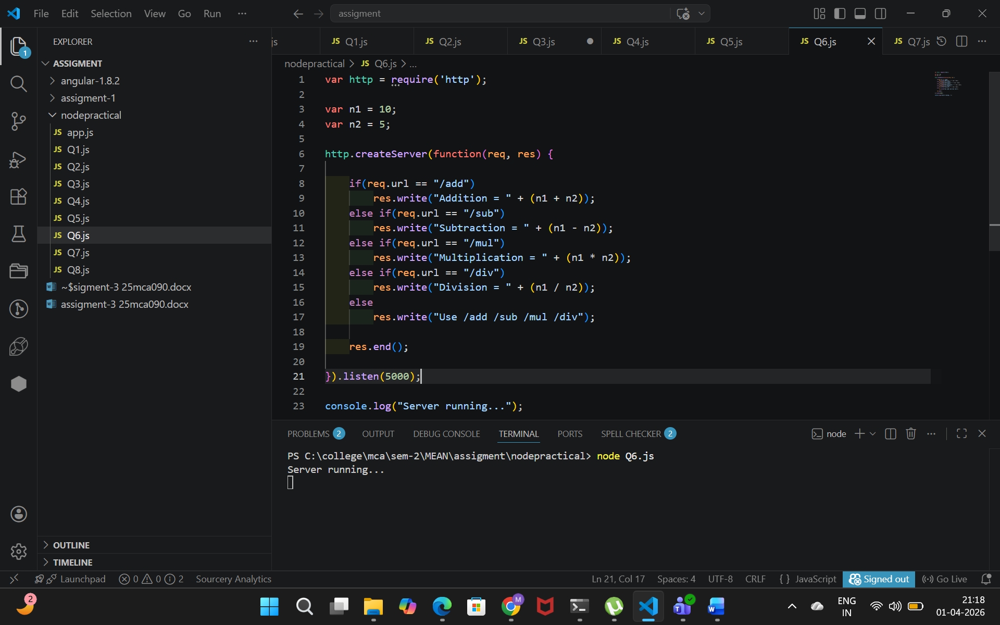 File Edit Selection View Go Run ...
assigment
EXPLORER
js Q1.js Q2.js Q3.js Q4.js Q5.js Q6.js Q7.js
1
ASSIGMENT
angular-1.8.2
assigment-1
nodepractical
JS app.js
JS Q1.js
JS Q2.js
JS Q3.js
JS Q4.js
JS Q5.js
JS Q6.js
JS Q7.js
JS Q8.js
~$sigment-3 25mca090.docx
assigment-3 25mca090.docx
OUTLINE
TIMELINE
nodepractical > JS Q6.js > ...
1 var http = require('http');
2
3 var n1 = 10;
4 var n2 = 5;
5
6 http.createServer(function(req, res) {
7
8 if(req.url == "/add")
9 res.write("Addition = " + (n1 + n2));
10 else if(req.url == "/sub")
11 res.write("Subtraction = " + (n1 - n2));
12 else if(req.url == "/mul")
13 res.write("Multiplication = " + (n1 * n2));
14 else if(req.url == "/div")
15 res.write("Division = " + (n1 / n2));
16 else
17 res.write("Use /add /sub /mul /div");
18
19 res.end();
20
21 }).listen(5000);
22
23 console.log("Server running...");
PROBLEMS 2 OUTPUT DEBUG CONSOLE TERMINAL PORTS SPELL CHECKER 2 node
PS C:\college\mca\sem-2\MEAN\assigment\nodepractical> node Q6.js
Server running...
Launchpad 0 0 2 Sourcery Analytics Ln 21, Col 17 Spaces: 4 UTF-8 CRLF {} JavaScript Signed out Go Live
2
M
ENG
IN
21:18
01-04-2026